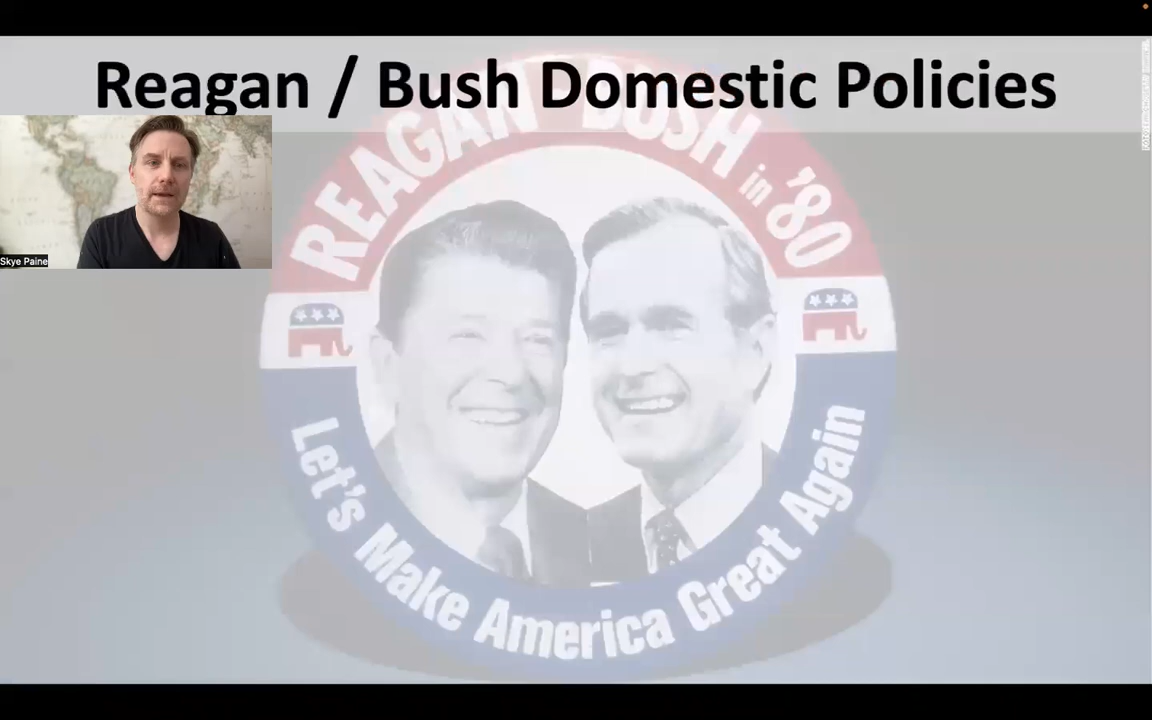 Reagan / Bush Domestic Policies
REAGAN BUSH in '80
Skye Paine
Let's Make America Great Again